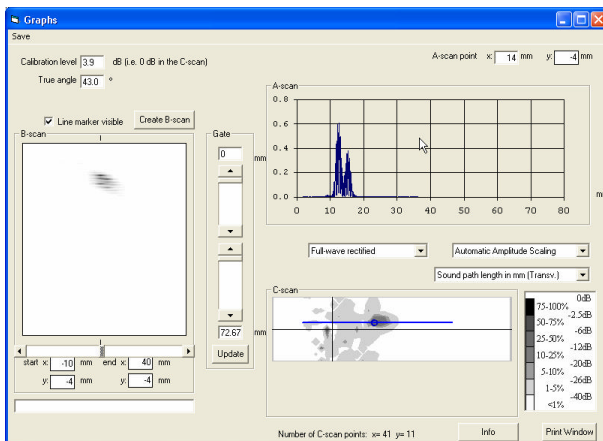 Graphs
Save
Calibration level 3.9 dB (i.e. 0 dB in the C-scan)
True angle 43.0 °
A-scan point x: 14 mm y: -4 mm
Line marker visible
Create B-scan
B-scan
Gate
0
mm
72.67 mm
Update
start x: -10 mm end x: 40 mm
y: -4 mm y: -4 mm
A-scan
0.8
0.6
0.4
0.2
0.0
0 10 20 30 40 50 60 70 80
m
Full-wave rectified
Automatic Amplitude Scaling
Sound path length in mm (Transv.)
C-scan
0dB
75-100%
-2.5dB
50-75%
-6dB
25-50%
-12dB
10-25%
-20dB
5-10%
-26dB
1-5%
-40dB
<1%
Number of C-scan points: x= 41 y= 11
Info
Print Window